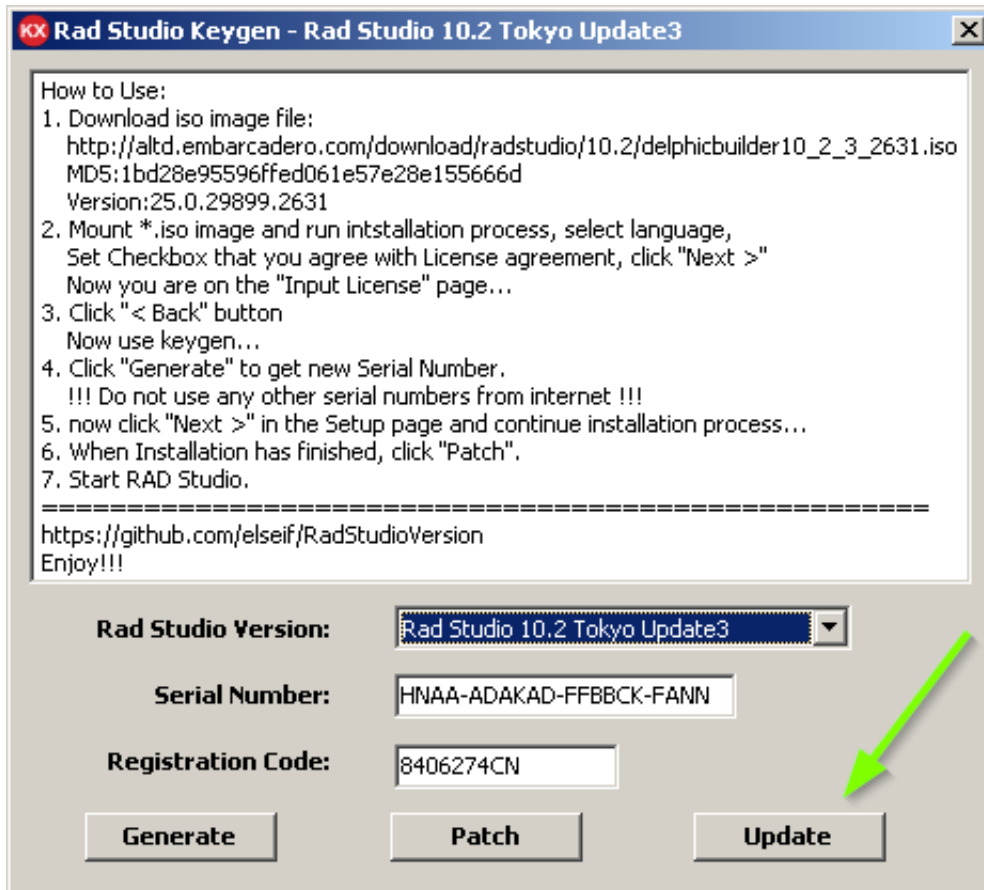 KX Rad Studio Keygen - Rad Studio 10.2 Tokyo Update3
How to Use:
1. Download iso image file:
http://altd.embarcadero.com/download/radstudio/10.2/delphicbuilder10_2_3_2631.iso
MD5:1bd28e95596ffed061e57e28e155666d
Version:25.0.29899.2631
2. Mount *.iso image and run intstallation process, select language,
Set Checkbox that you agree with License agreement, click "Next >"
Now you are on the "Input License" page...
3. Click "< Back" button
Now use keygen...
4. Click "Generate" to get new Serial Number.
!!! Do not use any other serial numbers from internet !!!
5. now click "Next >" in the Setup page and continue installation process...
6. When Installation has finished, click "Patch".
7. Start RAD Studio.
=====================================================
https://github.com/elseif/RadStudioVersion
Enjoy!!!
Rad Studio Version: Rad Studio 10.2 Tokyo Update3
Serial Number: HNAA-ADAKAD-FFBBCK-FANN
Registration Code: 8406274CN
Generate Patch Update